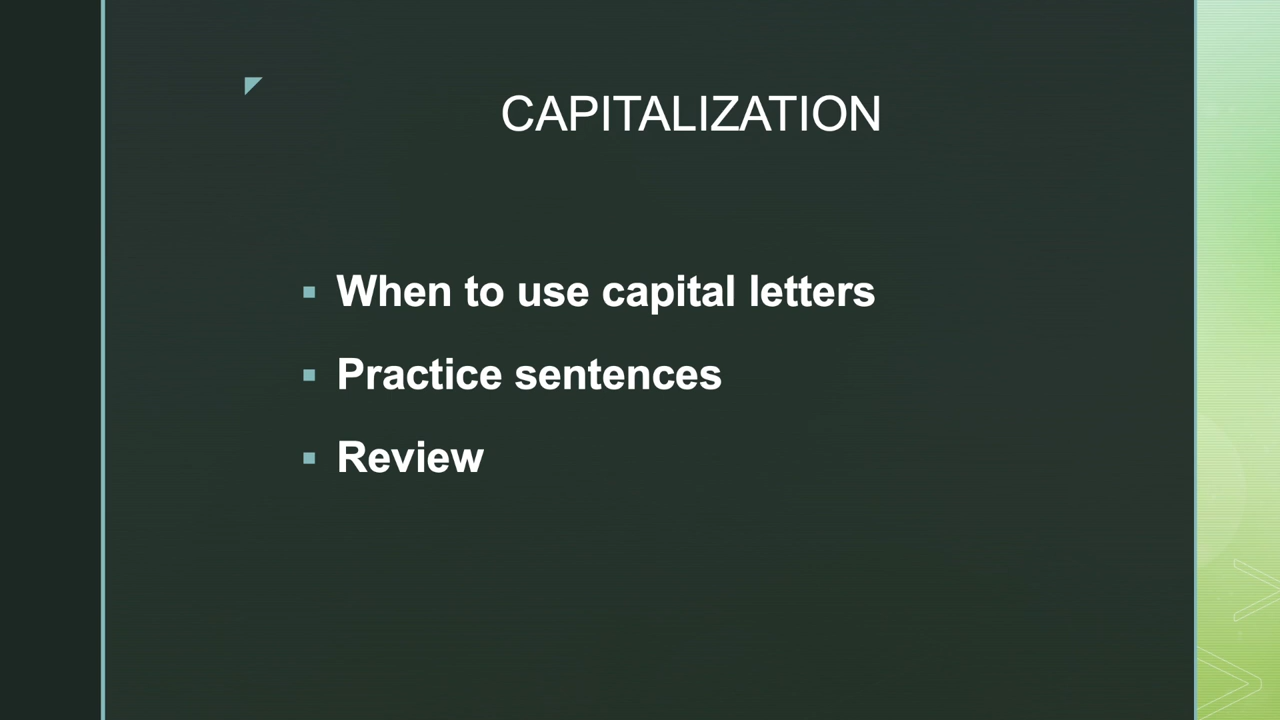 CAPITALIZATION
When to use capital letters
Practice sentences
Review